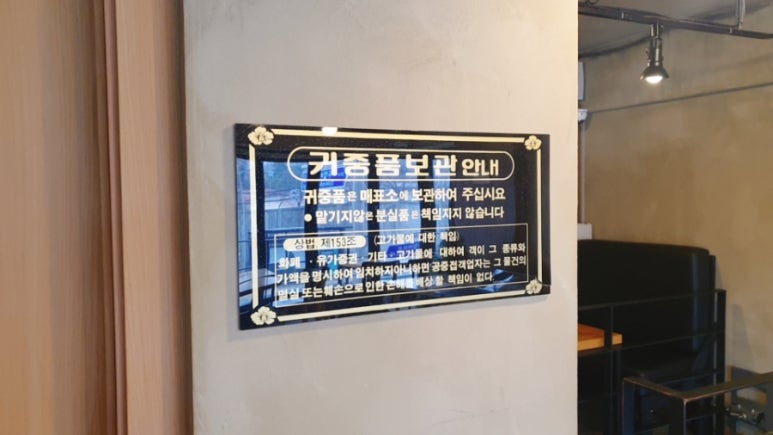 귀중품보관 안내
귀중품은 매표소에 보관하여 주십시요
● 맡기지않은 분실품은 책임지지 않습니다
상법 제153조 (고가물에 대한 책임)
화폐 · 유가증권 · 기타 · 고가물에 대하여 객이 그 종류와
가액을 명시하여 임치하지아니하면 공중접객업자는 그 물건의
멸실 또는 훼손으로 인한 손해를 배상 할 책임이 없다.